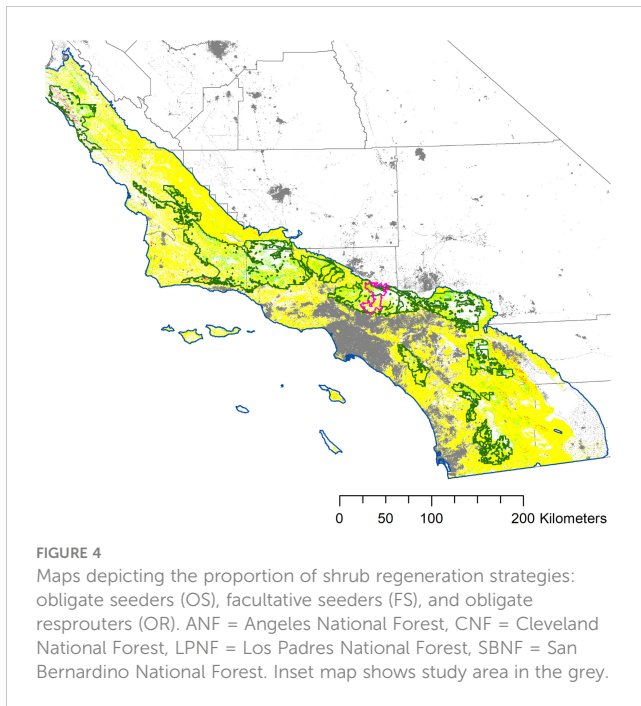 0 50 100 200 Kilometers
FIGURE 4
Maps depicting the proportion of shrub regeneration strategies:
obligate seeders (OS), facultative seeders (FS), and obligate
resprouters (OR). ANF = Angeles National Forest, CNF = Cleveland
National Forest, LPNF = Los Padres National Forest, SBNF = San
Bernardino National Forest. Inset map shows study area in the grey.